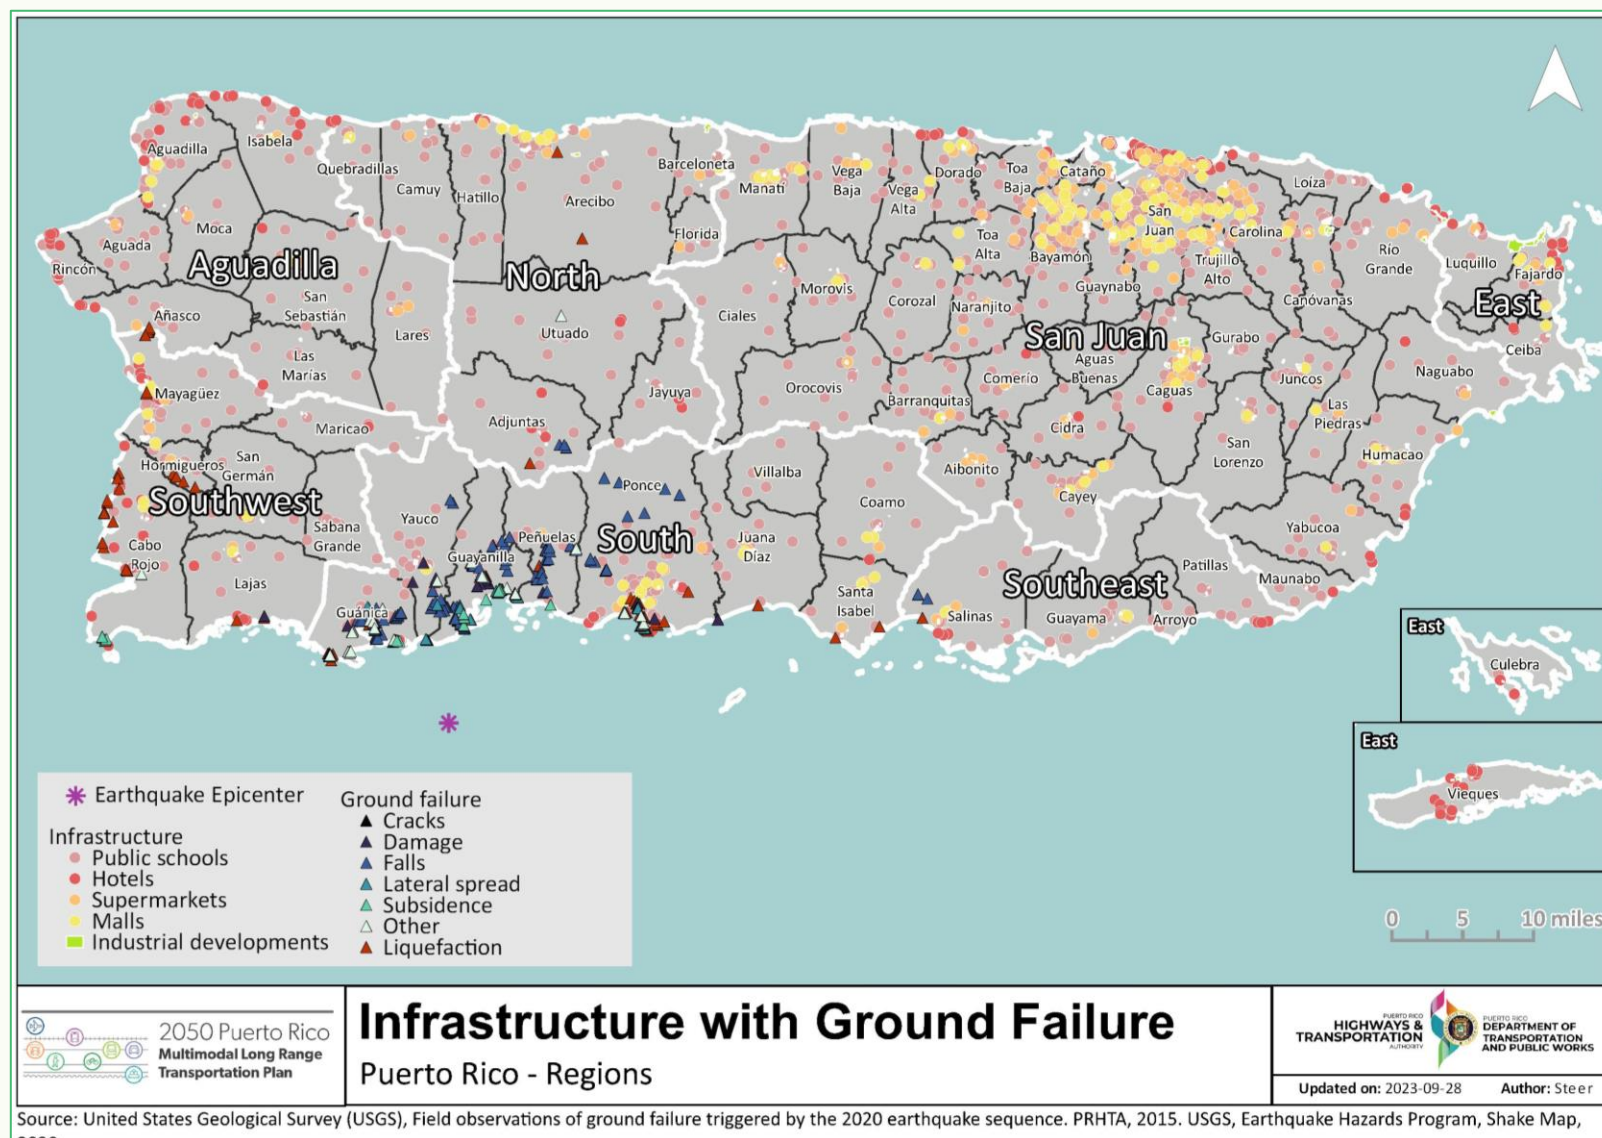 Aguadilla
Isabela
Quebradillas
Camuy
Hatillo
Arecibo
Barceloneta
Manatí
Vega
Baja
Vega
Alta
Dorado
Toa
Baja
Cataño
Loíza
Moca
Florida
San
Juan
Carolina
Aguada
Toa
Alta
Bayamón
Trujillo
Alto
Río
Grande
Luquillo
Fajardo
Rincón
Aguadilla
North
Morovis
Corozal
Naranjito
Guaynabo
Canóvanas
East
San
Sebastián
Añasco
Lares
Utuado
Ciales
San Juan
Gurabo
Ceiba
Las
Marías
Aguas
Buenas
Mayagüez
Jayuya
Orocovis
Comerío
Caguas
Juncos
Naguabo
Barranquitas
Maricao
Adjuntas
Cidra
Las
Piedras
San
Lorenzo
Hormigueros
San
Germán
Villalba
Aibonito
Humacao
Southwest
Ponce
Coamo
Cayey
Yauco
Sabana
Grande
Peñuelas
South
Juana
Díaz
Yabucoa
Cabo
Rojo
Guayanilla
Lajas
Patillas
Southeast
Maunabo
Santa
Isabel
Guánica
Salinas
Guayama
Arroyo
East
Culebra
East
Vieques
Earthquake Epicenter
Infrastructure
Public schools
Hotels
Supermarkets
Malls
Industrial developments
Ground failure
Cracks
Damage
Falls
Lateral spread
Subsidence
Other
Liquefaction
0 5 10 miles
2050 Puerto Rico
Multimodal Long Range
Transportation Plan
Infrastructure with Ground Failure
Puerto Rico - Regions
PUERTO RICO
HIGHWAYS &
TRANSPORTATION
AUTHORITY
PUERTO RICO
DEPARTMENT OF
TRANSPORTATION
AND PUBLIC WORKS
Updated on: 2023-09-28 Author: Steer
Source: United States Geological Survey (USGS), Field observations of ground failure triggered by the 2020 earthquake sequence. PRHTA, 2015. USGS, Earthquake Hazards Program, Shake Map,